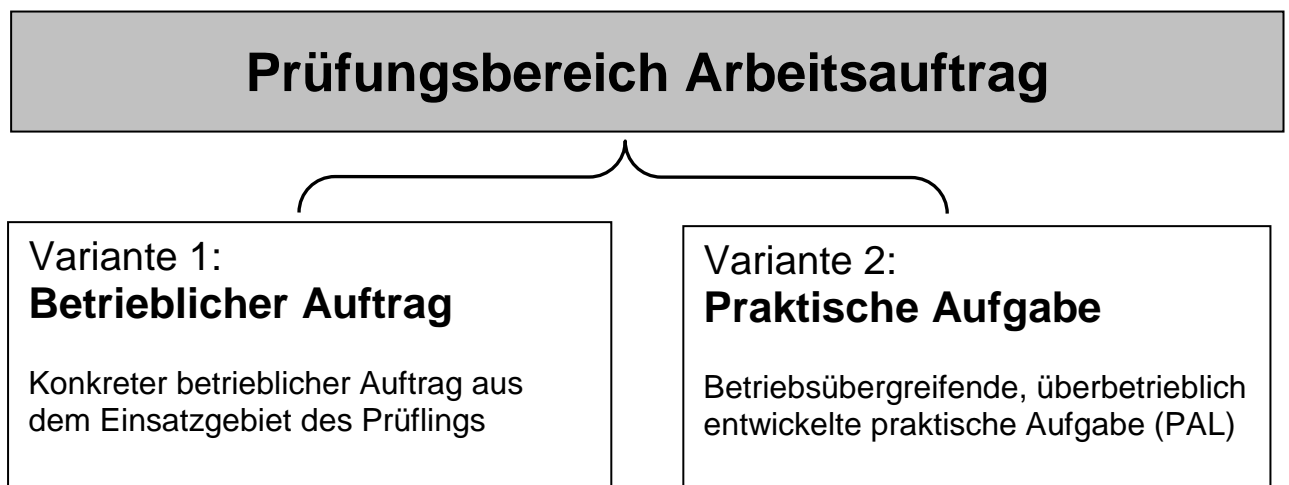 Prüfungsbereich Arbeitsauftrag
Variante 1:
Betrieblicher Auftrag
Konkreter betrieblicher Auftrag aus
dem Einsatzgebiet des Prüflings
Variante 2:
Praktische Aufgabe
Betriebsübergreifende, überbetrieblich
entwickelte praktische Aufgabe (PAL)